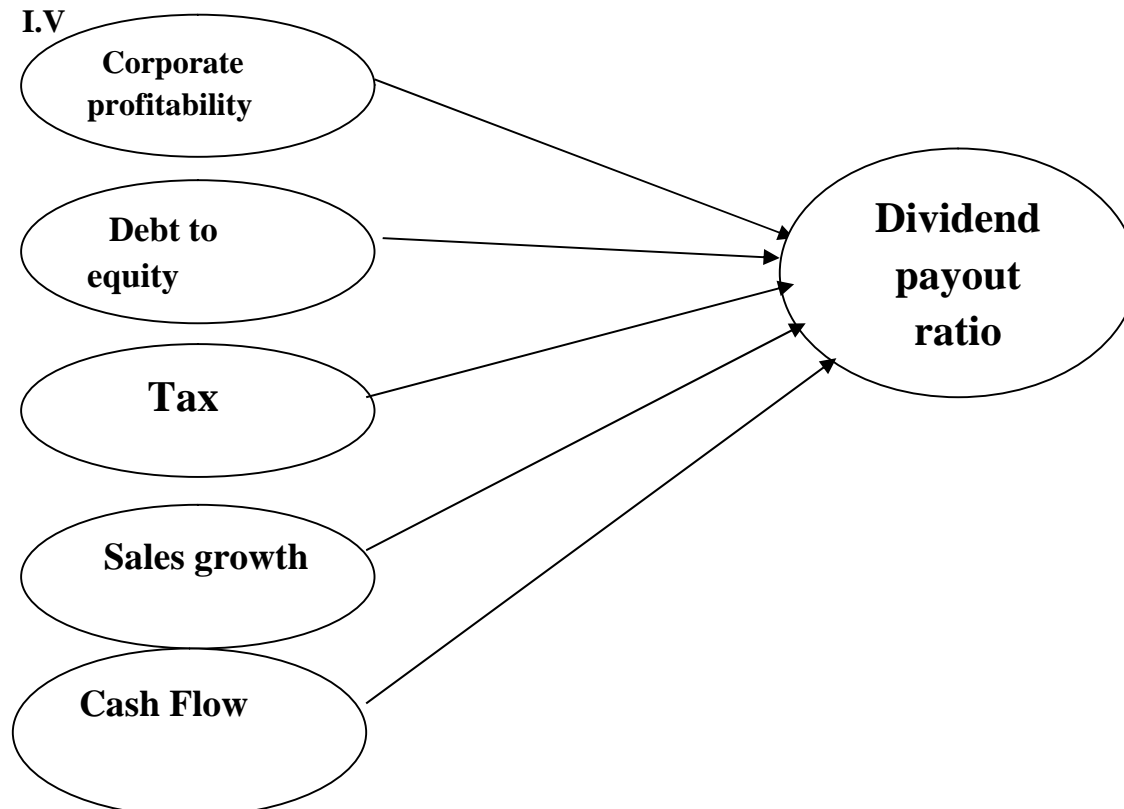 I.V
Corporate
profitability
Debt to
equity
Tax
Sales growth
Cash Flow
Dividend
payout
ratio